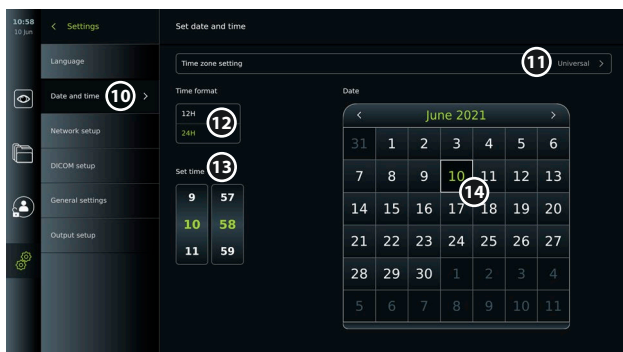 10:58
10 Jun
Settings
Set date and time
Language
Time zone setting
11
Universal
Date and time
10
Time format
Date
12H
24H
12
June 2021
Network setup
31 1 2 3 4 5 6
DICOM setup
Set time
13
7 8 9 10 11 12 13
14
General settings
9 57
14 15 16 17 18 19 20
10 58
Output setup
21 22 23 24 25 26 27
11 59
28 29 30 1 2 3 4
5 6 7 8 9 10 11